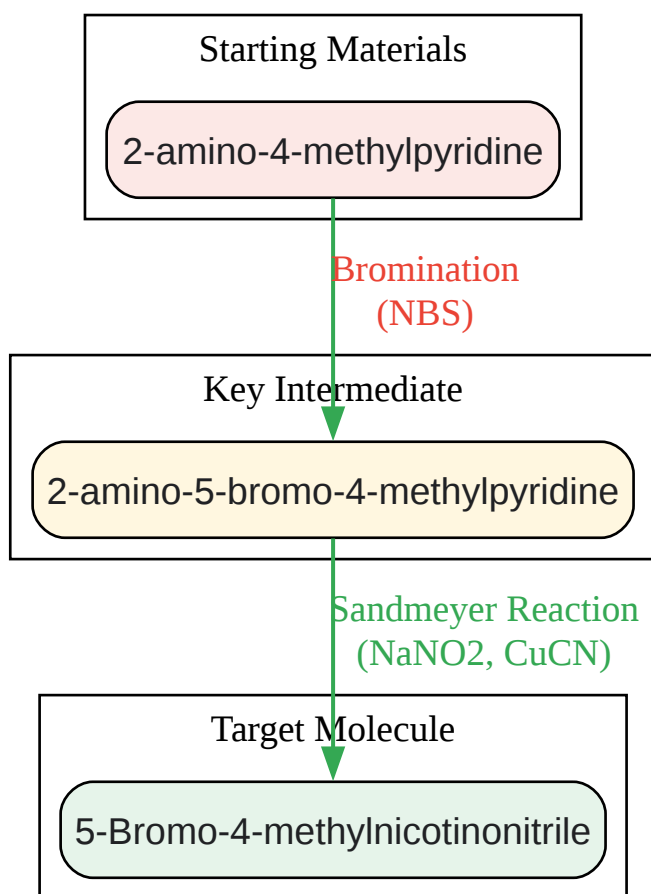 Starting Materials
2-amino-4-methylpyridine
Bromination
(NBS)
Key Intermediate
2-amino-5-bromo-4-methylpyridine
Sandmeyer Reaction
(NaNO2, CuCN)
Target Molecule
5-Bromo-4-methylnicotinonitrile